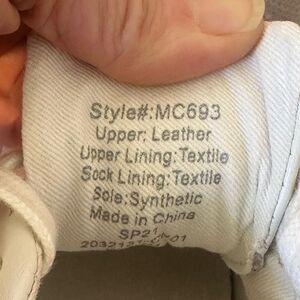 Style#:MC693
Upper: Leather
Upper Lining:Textile
Sock Lining:Textile
Sole:Synthetic
Made in China
SP21